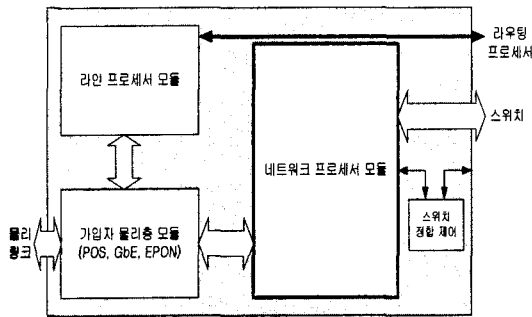 라우팅
프로세서
라인 프로세서 모듈
스위치
네트워크 프로세서 모듈
스위치
정합 제어
물리
링크
가입자 물리층 모듈
(POS, GbE, EPON)